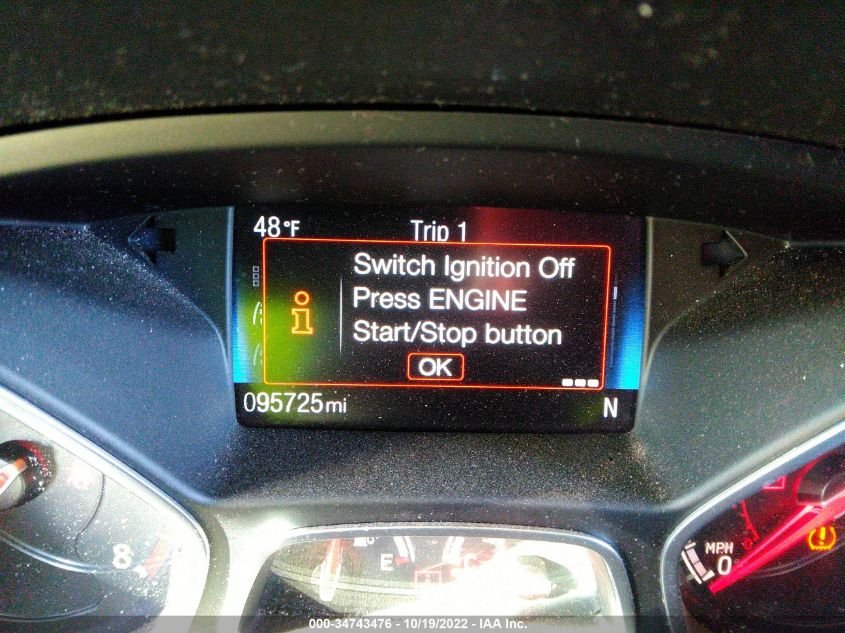 48°F
Trip 1
Switch Ignition Off
Press ENGINE
Start/Stop button
OK
095725mi
N
8
E
MPH
0
000-34743476 - 10/19/2022 - IAA Inc.